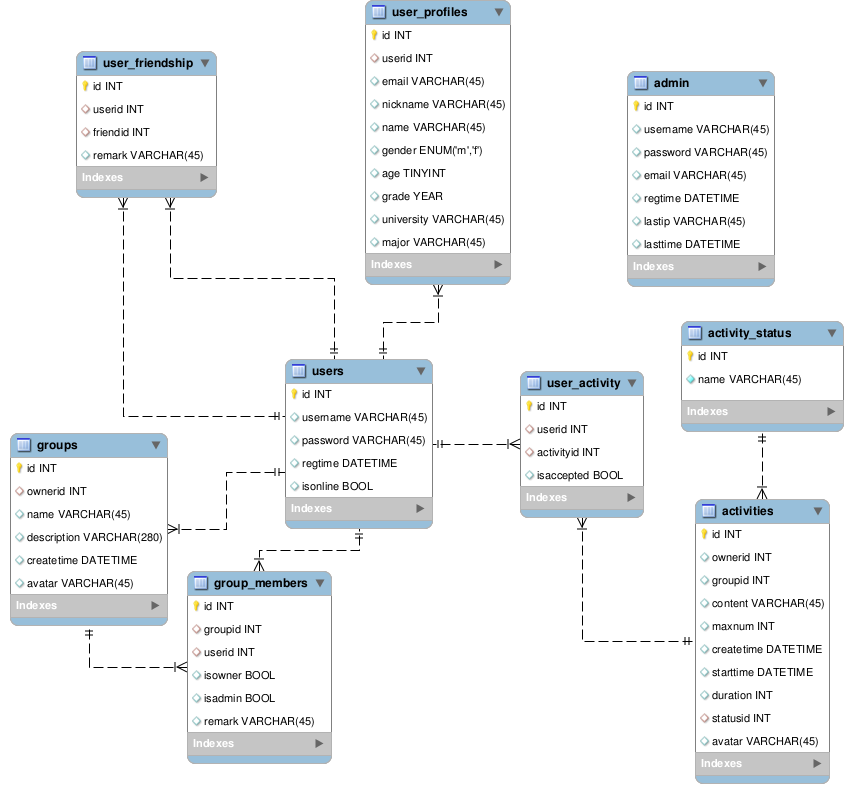 user_profiles
id INT
userid INT
email VARCHAR(45)
nickname VARCHAR(45)
name VARCHAR(45)
gender ENUM('m','f')
age TINYINT
grade YEAR
university VARCHAR(45)
major VARCHAR(45)
Indexes
user_friendship
id INT
userid INT
friendid INT
remark VARCHAR(45)
Indexes
admin
id INT
username VARCHAR(45)
password VARCHAR(45)
email VARCHAR(45)
regtime DATETIME
lastip VARCHAR(45)
lasttime DATETIME
Indexes
activity_status
id INT
name VARCHAR(45)
Indexes
users
id INT
username VARCHAR(45)
password VARCHAR(45)
regtime DATETIME
isonline BOOL
Indexes
user_activity
id INT
userid INT
activityid INT
isaccepted BOOL
Indexes
groups
id INT
ownerid INT
name VARCHAR(45)
description VARCHAR(280)
createtime DATETIME
avatar VARCHAR(45)
Indexes
activities
id INT
ownerid INT
groupid INT
content VARCHAR(45)
maxnum INT
createtime DATETIME
starttime DATETIME
duration INT
statusid INT
avatar VARCHAR(45)
Indexes
group_members
id INT
groupid INT
userid INT
isowner BOOL
isadmin BOOL
remark VARCHAR(45)
Indexes